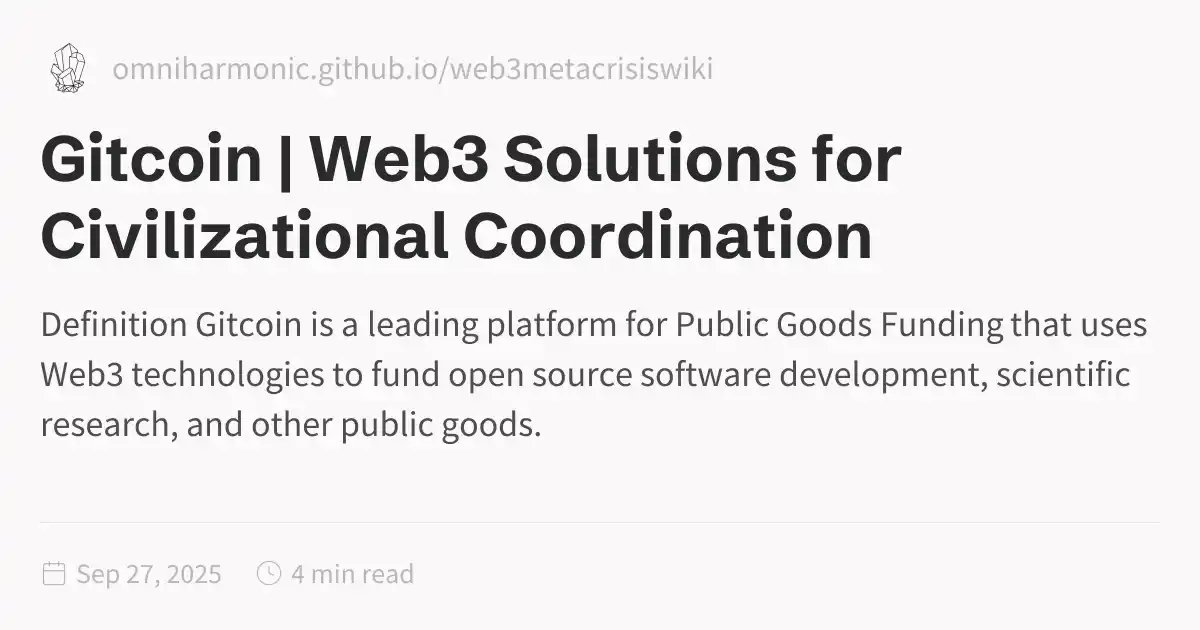 omniharmonic.github.io/web3metacrisiswiki
Gitcoin | Web3 Solutions for
Civilizational Coordination
Definition Gitcoin is a leading platform for Public Goods Funding that uses
Web3 technologies to fund open source software development, scientific
research, and other public goods.
Sep 27, 2025 4 min read